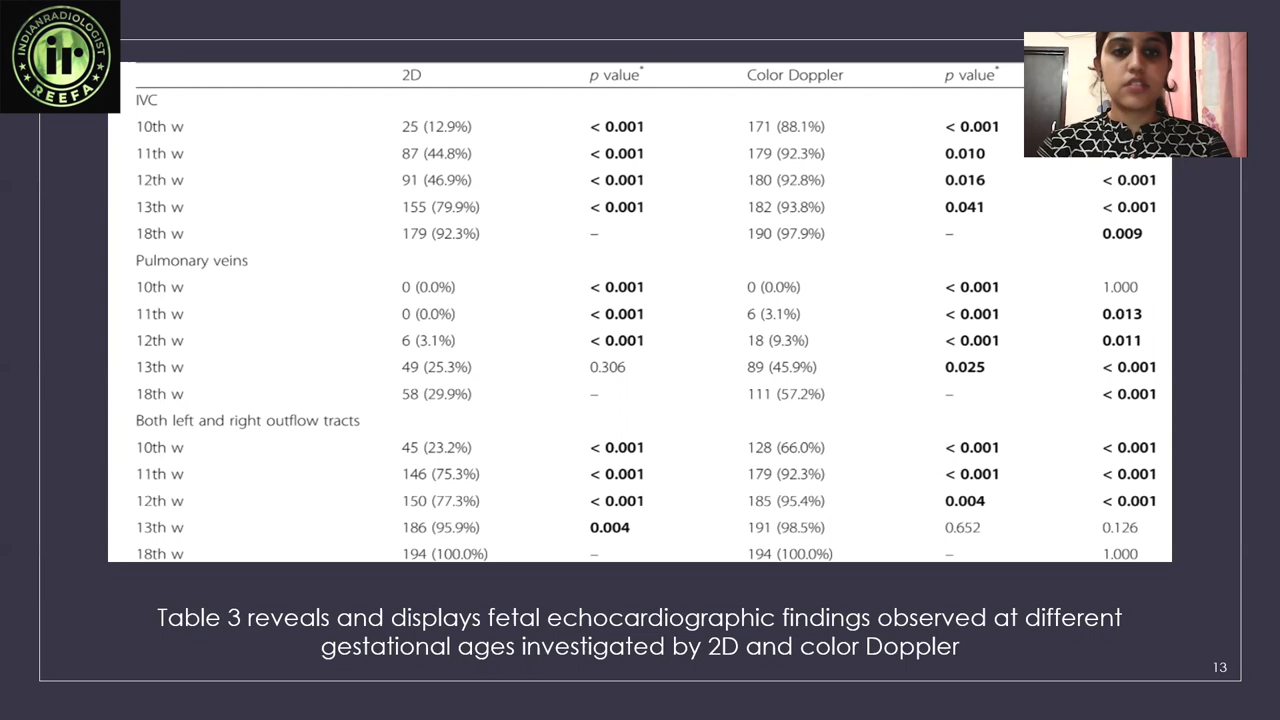 INDIANRADIOLOGIST
ir
REEFA
2D p value* Color Doppler p value*
IVC
10th w 25 (12.9%) < 0.001 171 (88.1%) < 0.001
11th w 87 (44.8%) < 0.001 179 (92.3%) 0.010
12th w 91 (46.9%) < 0.001 180 (92.8%) 0.016 < 0.001
13th w 155 (79.9%) < 0.001 182 (93.8%) 0.041 < 0.001
18th w 179 (92.3%) – 190 (97.9%) – 0.009
Pulmonary veins
10th w 0 (0.0%) < 0.001 0 (0.0%) < 0.001 1.000
11th w 0 (0.0%) < 0.001 6 (3.1%) < 0.001 0.013
12th w 6 (3.1%) < 0.001 18 (9.3%) < 0.001 0.011
13th w 49 (25.3%) 0.306 89 (45.9%) 0.025 < 0.001
18th w 58 (29.9%) – 111 (57.2%) – < 0.001
Both left and right outflow tracts
10th w 45 (23.2%) < 0.001 128 (66.0%) < 0.001 < 0.001
11th w 146 (75.3%) < 0.001 179 (92.3%) < 0.001 < 0.001
12th w 150 (77.3%) < 0.001 185 (95.4%) 0.004 < 0.001
13th w 186 (95.9%) 0.004 191 (98.5%) 0.652 0.126
18th w 194 (100.0%) – 194 (100.0%) – 1.000
Table 3 reveals and displays fetal echocardiographic findings observed at different
gestational ages investigated by 2D and color Doppler
13